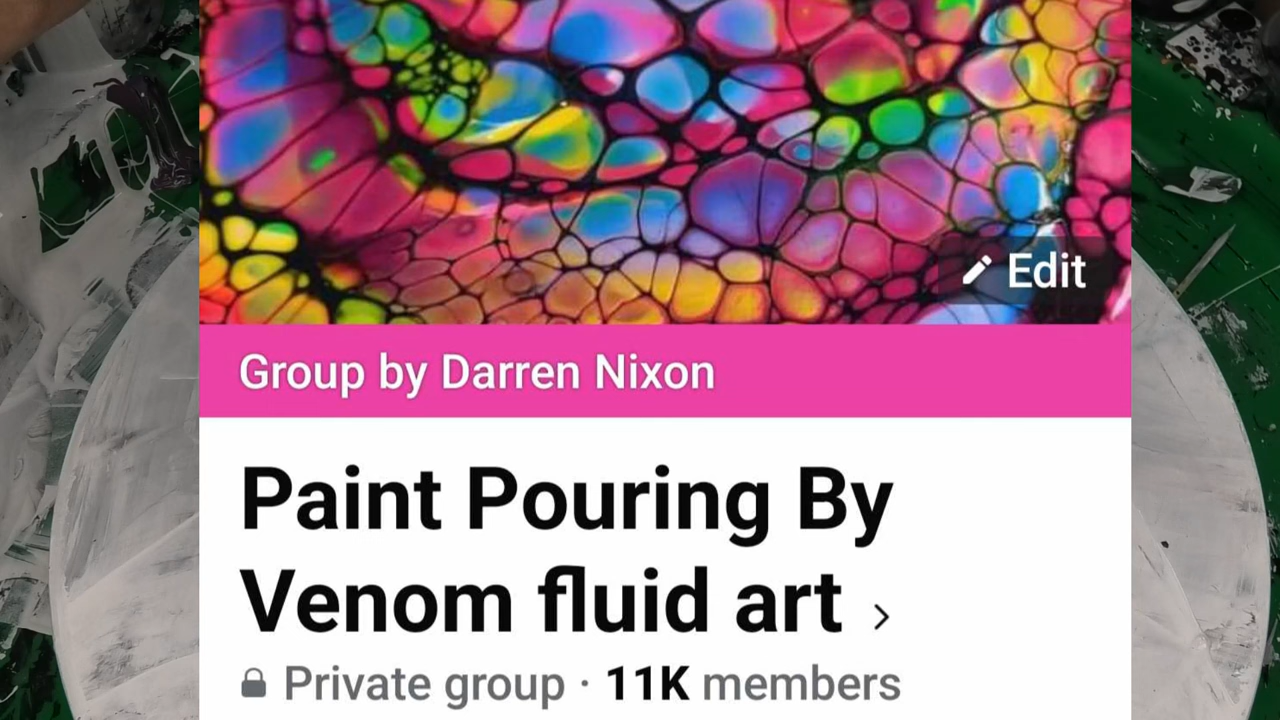 Edit
Group by Darren Nixon
Paint Pouring By
Venom fluid art ›
Private group · 11K members